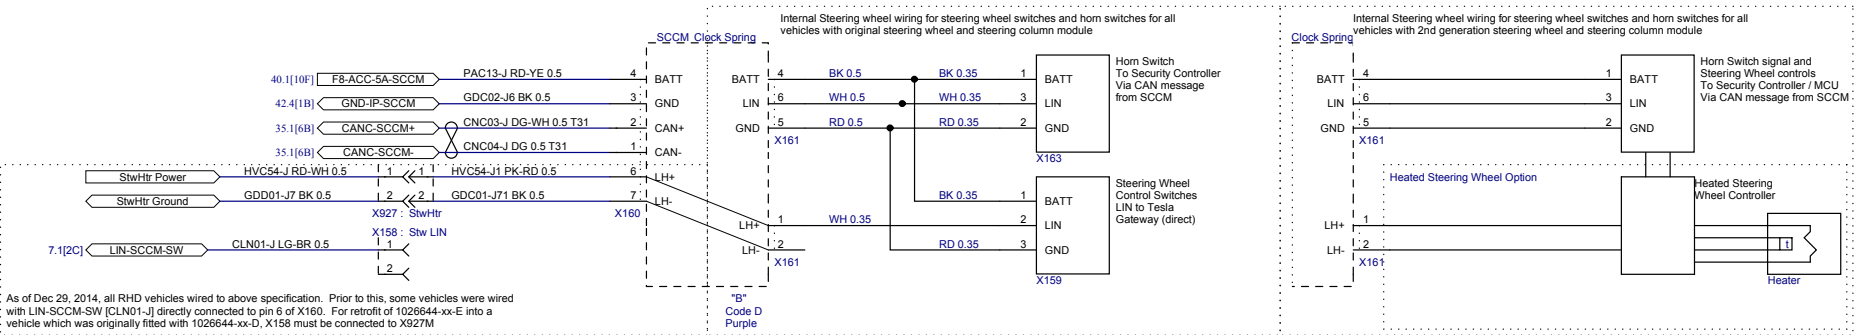 Internal Steering wheel wiring for steering wheel switches and horn switches for all
vehicles with original steering wheel and steering column module
Internal Steering wheel wiring for steering wheel switches and horn switches for all
vehicles with 2nd generation steering wheel and steering column module
SCCM Clock Spring
Clock Spring
40.1[10F] F8-ACC-5A-SCCM PAC13-J RD-YE 0.5 4 BATT
42.4[1B] GND-IP-SCCM GDC02-J6 BK 0.5 3 GND
35.1[6B] CANC-SCCM+ CNC03-J DG-WH 0.5 T31 2 CAN+
35.1[6B] CANC-SCCM- CNC04-J DG 0.5 T31 1 CAN-
StwHtr Power HVC54-J RD-WH 0.5 1 1 HVC54-J1 PK-RD 0.5 6 LH+
StwHtr Ground GDD01-J7 BK 0.5 2 2 GDC01-J71 BK 0.5 7 LH-
X927 : StwHtr
X160
X158 : Stw LIN
7.1[2C] LIN-SCCM-SW CLN01-J LG-BR 0.5 1
2
BATT 4 BK 0.5 BK 0.35 1 BATT
LIN 6 WH 0.5 WH 0.35 3 LIN
GND 5 RD 0.5 RD 0.35 2 GND
X161
X163
Horn Switch
To Security Controller
Via CAN message
from SCCM
BK 0.35 1 BATT
LH+ 1 WH 0.35 2 LIN
LH- 2 RD 0.35 3 GND
X161
X159
Steering Wheel
Control Switches
LIN to Tesla
Gateway (direct)
"B"
Code D
Purple
BATT 4 1 BATT
LIN 6 3 LIN
GND 5 2 GND
X161
Horn Switch signal and
Steering Wheel controls
To Security Controller / MCU
Via CAN message from SCCM
Heated Steering Wheel Option
Heated Steering
Wheel Controller
LH+ 1
LH- 2
X161
t
Heater
As of Dec 29, 2014, all RHD vehicles wired to above specification. Prior to this, some vehicles were wired
with LIN-SCCM-SW [CLN01-J] directly connected to pin 6 of X160. For retrofit of 1026644-xx-E into a
vehicle which was originally fitted with 1026644-xx-D, X158 must be connected to X927M